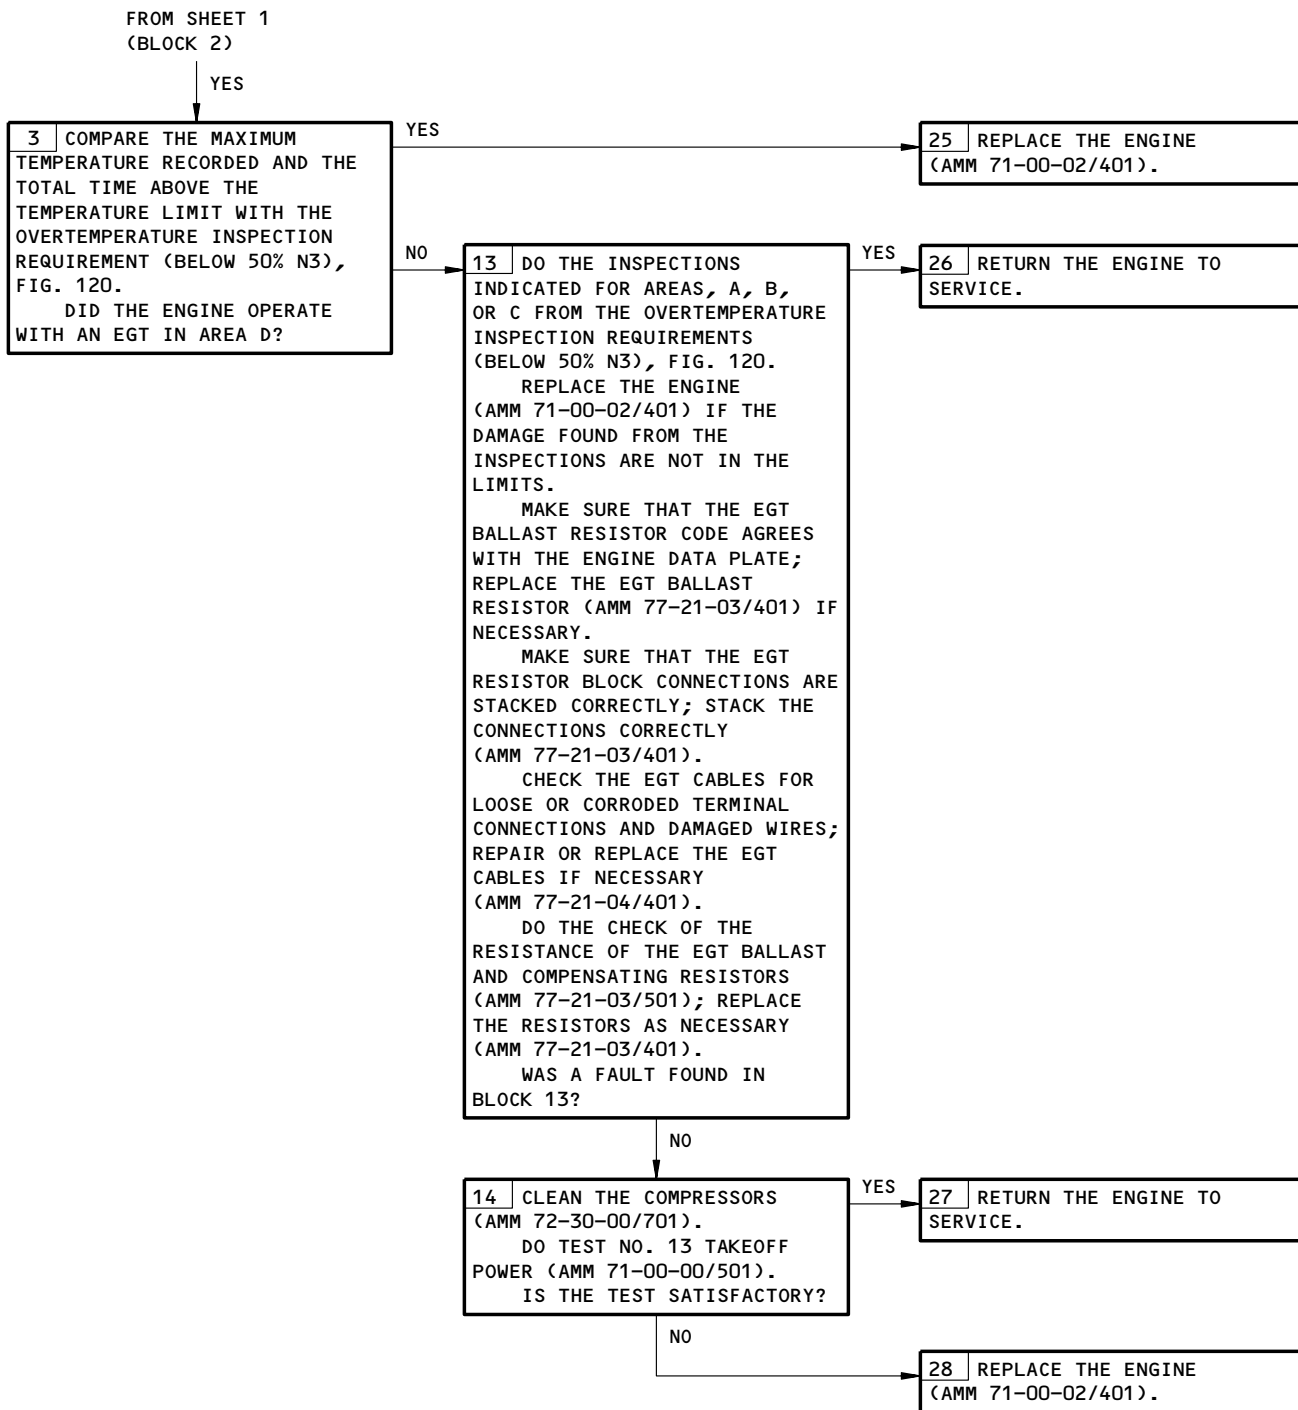 FROM SHEET 1
(BLOCK 2)
YES
3 COMPARE THE MAXIMUM
TEMPERATURE RECORDED AND THE
TOTAL TIME ABOVE THE
TEMPERATURE LIMIT WITH THE
OVERTEMPERATURE INSPECTION
REQUIREMENT (BELOW 50% N3),
FIG. 120.
DID THE ENGINE OPERATE
WITH AN EGT IN AREA D?
YES
25 REPLACE THE ENGINE
(AMM 71-00-02/401).
NO
13 DO THE INSPECTIONS
INDICATED FOR AREAS, A, B,
OR C FROM THE OVERTEMPERATURE
INSPECTION REQUIREMENTS
(BELOW 50% N3), FIG. 120.
REPLACE THE ENGINE
(AMM 71-00-02/401) IF THE
DAMAGE FOUND FROM THE
INSPECTIONS ARE NOT IN THE
LIMITS.
MAKE SURE THAT THE EGT
BALLAST RESISTOR CODE AGREES
WITH THE ENGINE DATA PLATE;
REPLACE THE EGT BALLAST
RESISTOR (AMM 77-21-03/401) IF
NECESSARY.
MAKE SURE THAT THE EGT
RESISTOR BLOCK CONNECTIONS ARE
STACKED CORRECTLY; STACK THE
CONNECTIONS CORRECTLY
(AMM 77-21-03/401).
CHECK THE EGT CABLES FOR
LOOSE OR CORRODED TERMINAL
CONNECTIONS AND DAMAGED WIRES;
REPAIR OR REPLACE THE EGT
CABLES IF NECESSARY
(AMM 77-21-04/401).
DO THE CHECK OF THE
RESISTANCE OF THE EGT BALLAST
AND COMPENSATING RESISTORS
(AMM 77-21-03/501); REPLACE
THE RESISTORS AS NECESSARY
(AMM 77-21-03/401).
WAS A FAULT FOUND IN
BLOCK 13?
YES
26 RETURN THE ENGINE TO
SERVICE.
NO
14 CLEAN THE COMPRESSORS
(AMM 72-30-00/701).
DO TEST NO. 13 TAKEOFF
POWER (AMM 71-00-00/501).
IS THE TEST SATISFACTORY?
YES
27 RETURN THE ENGINE TO
SERVICE.
NO
28 REPLACE THE ENGINE
(AMM 71-00-02/401).